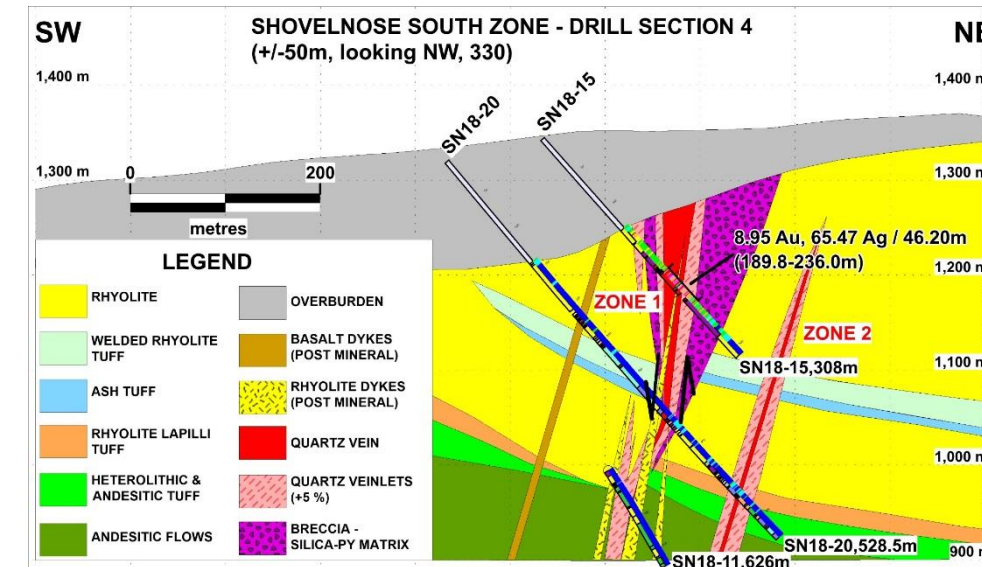 SW
SHOVELNOSE SOUTH ZONE - DRILL SECTION 4
(+/-50m, looking NW, 330)
NE
1,400 m
1,400 m
SN18-20
SN18-15
1,300 m
0
200
1,300 m
metres
8.95 Au, 65.47 Ag / 46.20m
(189.8-236.0m)
1,200 m
ZONE 1
ZONE 2
1,100 m
SN18-15,308m
1,000 m
SN18-20,528.5m
900 m
SN18-11,626m
LEGEND
RHYOLITE
WELDED RHYOLITE
TUFF
ASH TUFF
RHYOLITE LAPILLI
TUFF
HETEROLITHIC &
ANDESITIC TUFF
ANDESITIC FLOWS
OVERBURDEN
BASALT DYKES
(POST MINERAL)
RHYOLITE DYKES
(POST MINERAL)
QUARTZ VEIN
QUARTZ VEINLETS
(+5 %)
BRECCIA -
SILICA-PY MATRIX